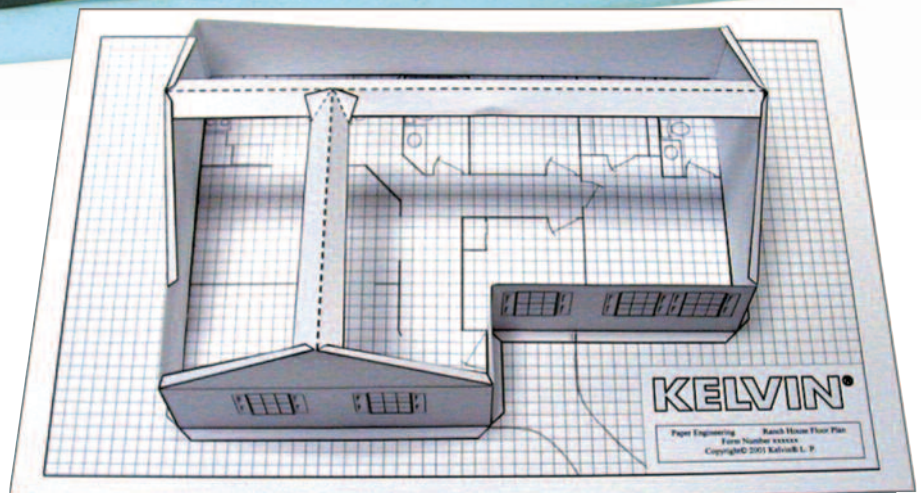 KELVIN®
Paper Engineering Ranch House Floor Plan
Form Number xxxxxx
Copyright© 2001 Kelvin® L. P.